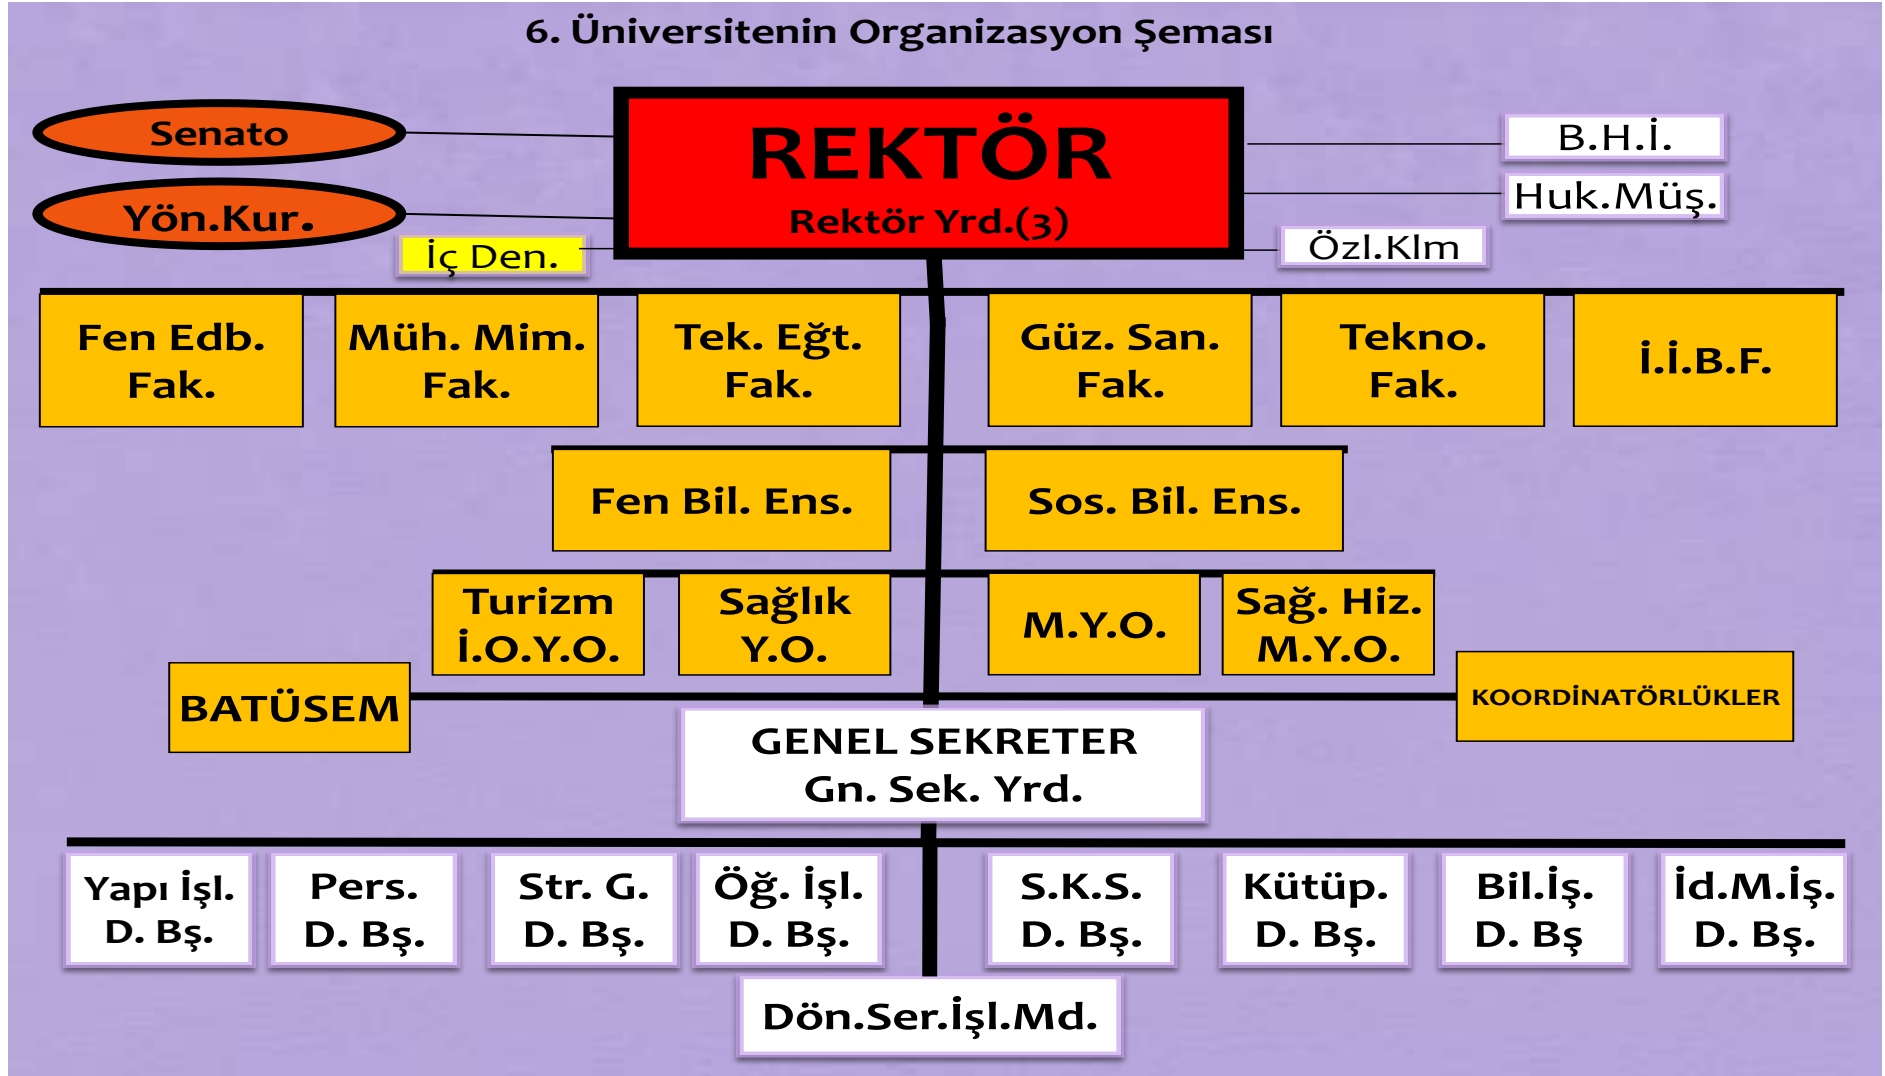 6. Üniversitenin Organizasyon Şeması
Senato
REKTÖR
B.H.İ.
Yön.Kur.
Rektör Yrd.(3)
Huk.Müş.
İç Den.
Özl.Klm
Fen Edb.
Fak.
Müh. Mim.
Fak.
Tek. Eğt.
Fak.
Güz. San.
Fak.
Tekno.
Fak.
İ.İ.B.F.
Fen Bil. Ens.
Sos. Bil. Ens.
Turizm
İ.O.Y.O.
Sağlık
Y.O.
M.Y.O.
Sağ. Hiz.
M.Y.O.
BATÜSEM
KOORDİNATÖRLÜKLER
GENEL SEKRETER
Gn. Sek. Yrd.
Yapı İşl.
D. Bş.
Pers.
D. Bş.
Str. G.
D. Bş.
Öğ. İşl.
D. Bş.
S.K.S.
D. Bş.
Kütüp.
D. Bş.
Bil.İş.
D. Bş
İd.M.İş.
D. Bş.
Dön.Ser.İşl.Md.